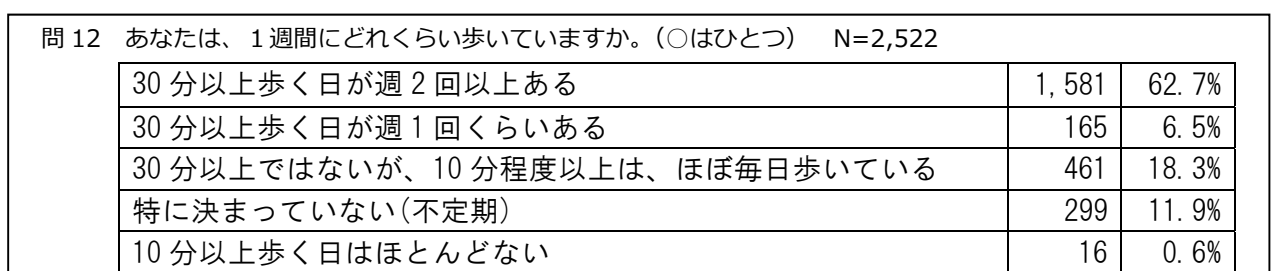 問 12 あなたは、１週間にどれくらい歩いていますか。（○はひとつ） N=2,522
30 分以上歩く日が週 2 回以上ある 1,581 62.7%
30 分以上歩く日が週 1 回くらいある 165 6.5%
30 分以上ではないが、10 分程度以上は、ほぼ毎日歩いている 461 18.3%
特に決まっていない(不定期) 299 11.9%
10 分以上歩く日はほとんどない 16 0.6%